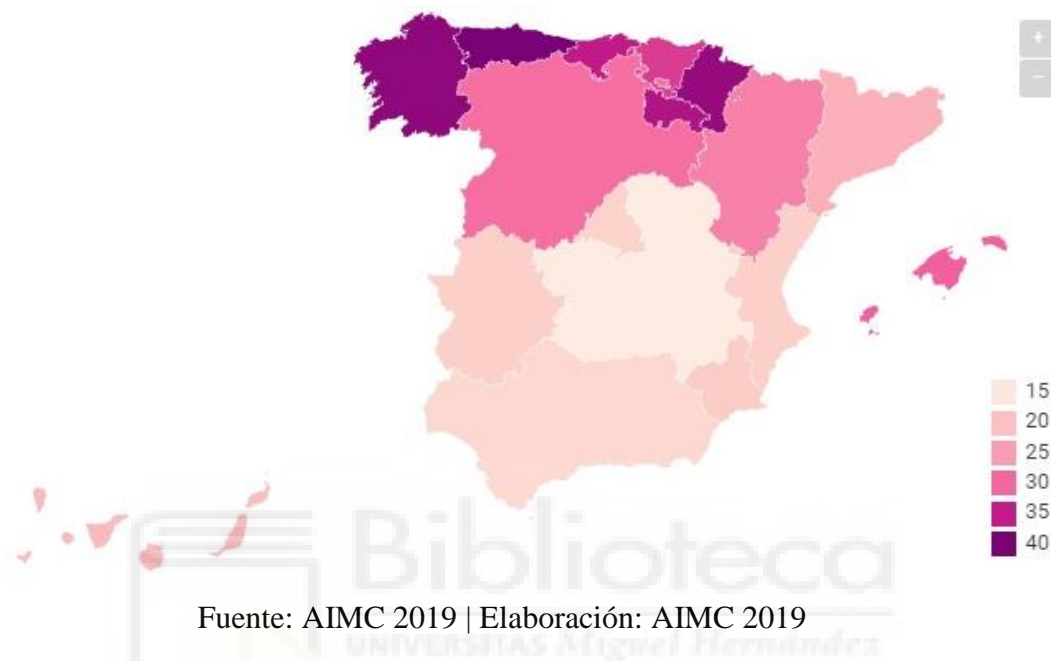 +
−
15
20
25
30
35
40
Biblioteca
Fuente: AIMC 2019 | Elaboración: AIMC 2019
UNIVERSITAS Miguel Hernández